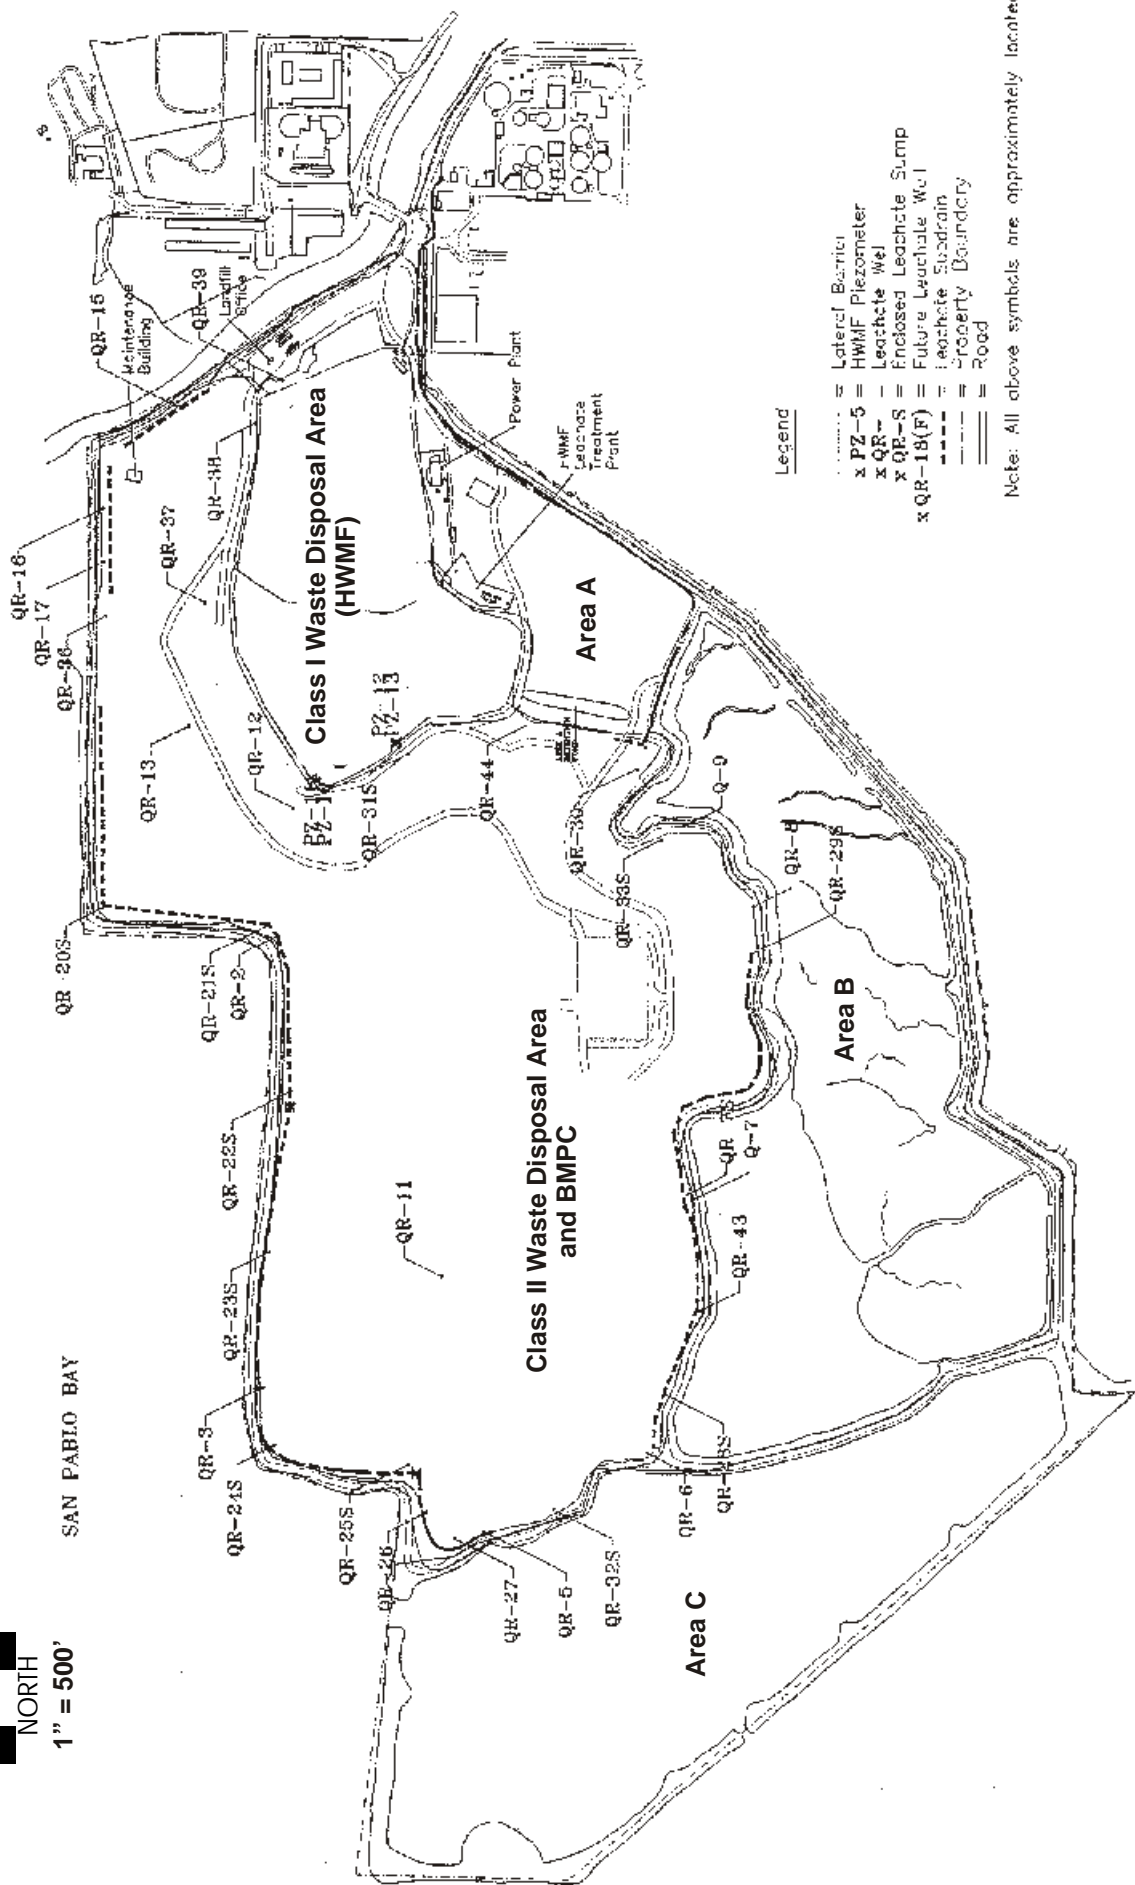 NORTH
1” = 500’
SAN PABLO BAY
QR-16
QR-17
QR-36
QR-15
Maintenance
Building
QR-39
Landfill
Office
QR-38
QR-37
QR-13
QR-12
QR 20S
QR-21S
QR-2
QR-22S
QR-23S
QR-3
QR-24S
QR-25S
QR 26
QR-27
QR-5
QR-32S
QR-6
QR-11
QR-43
Q-7
QR-31S
PZ-13
QR-44
QR-33S
Q-9
QR-8
QR-29S
Class I Waste Disposal Area
(HWMF)
Class II Waste Disposal Area
and BMPC
Area A
Area B
Area C
Power Plant
HWMF
Leachate
Treatment
Plant
Legend
= Lateral Barrier
x PZ-5 = HWMF Piezometer
x QR- - Leachate Well
x QR-S = Enclosed Leachate Sump
x QR-18(F) = Future Leachate Well
= Leachate Subdrain
= Property Boundary
= Road
Note: All above symbols are approximately located